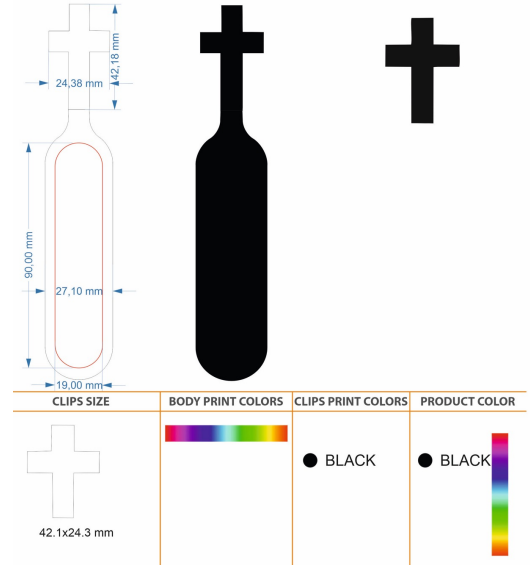 42,18 mm
24,38 mm
90,00 mm
27,10 mm
19,00 mm
CLIPS SIZE
BODY PRINT COLORS
CLIPS PRINT COLORS
PRODUCT COLOR
BLACK
BLACK
42.1x24.3 mm